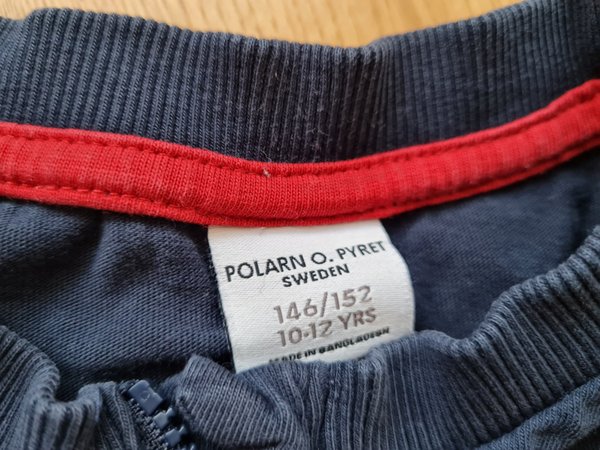 POLARN O. PYRET
SWEDEN
146/152
10-12 YRS
MADE IN BANGLADESH